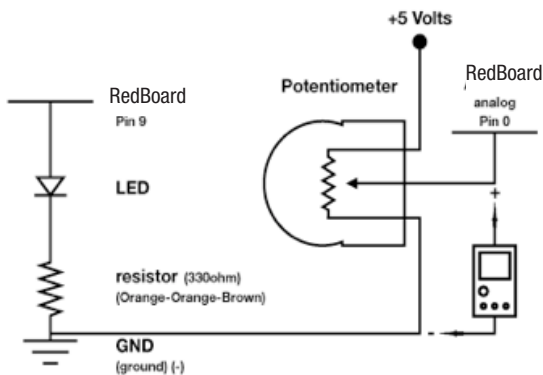 +5 Volts
RedBoard
Pin 9
Potentiometer
RedBoard
analog
Pin 0
LED
+
resistor (330ohm)
(Orange-Orange-Brown)
-
GND
(ground) (-)